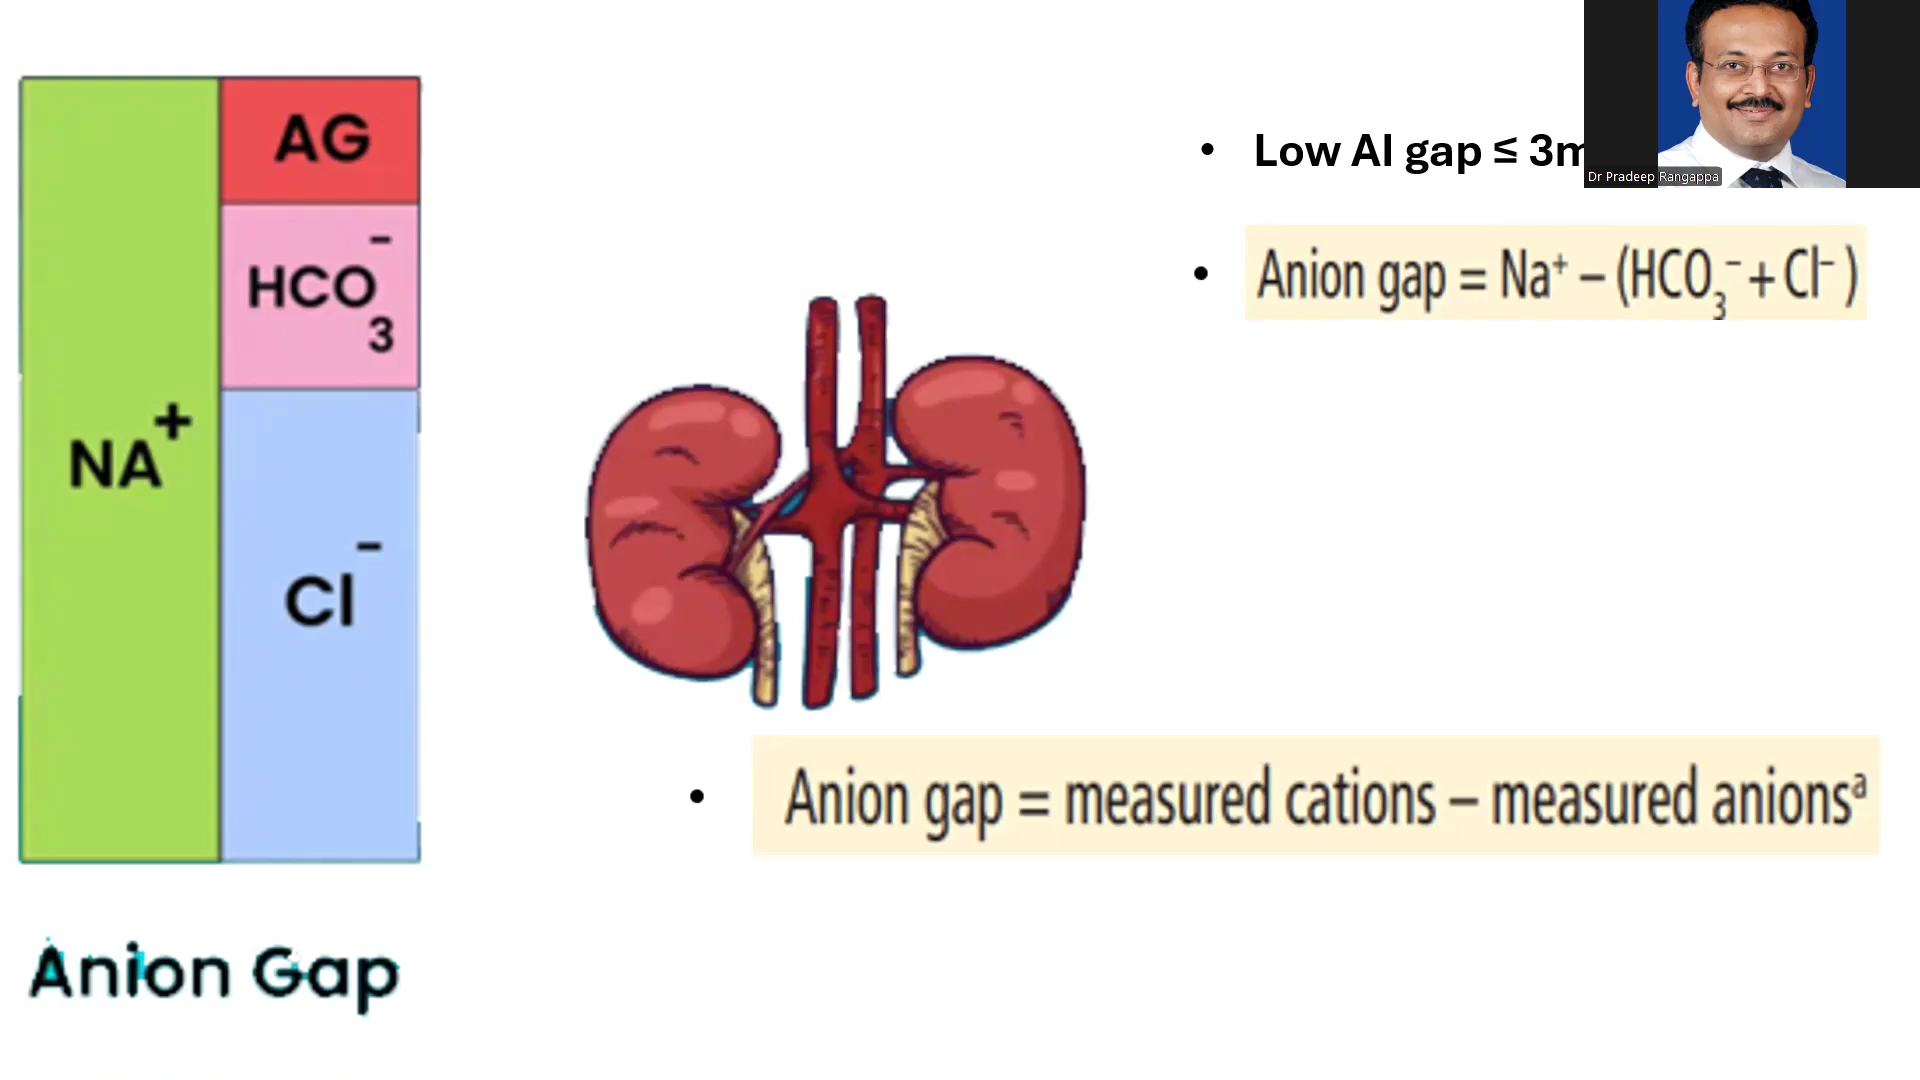 AG
HCO₃⁻
NA⁺
Cl⁻
Anion Gap
• Low AI gap ≤ 3m
Dr Pradeep Rangappa
• Anion gap = Na⁺ – (HCO₃⁻ + Cl⁻ )
• Anion gap = measured cations – measured anionsᵃ